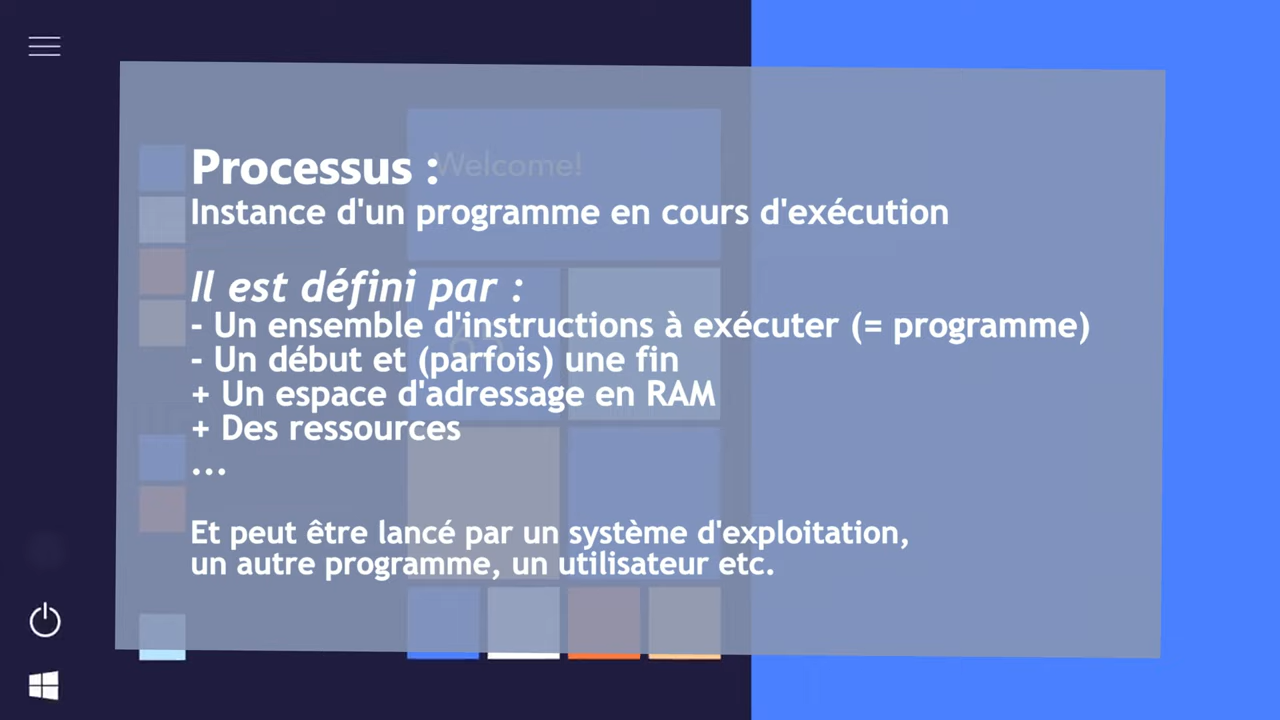 Processus :
Welcome!
Instance d'un programme en cours d'exécution
Il est défini par :
- Un ensemble d'instructions à exécuter (= programme)
- Un début et (parfois) une fin
+ Un espace d'adressage en RAM
+ Des ressources
...
Et peut être lancé par un système d'exploitation,
un autre programme, un utilisateur etc.